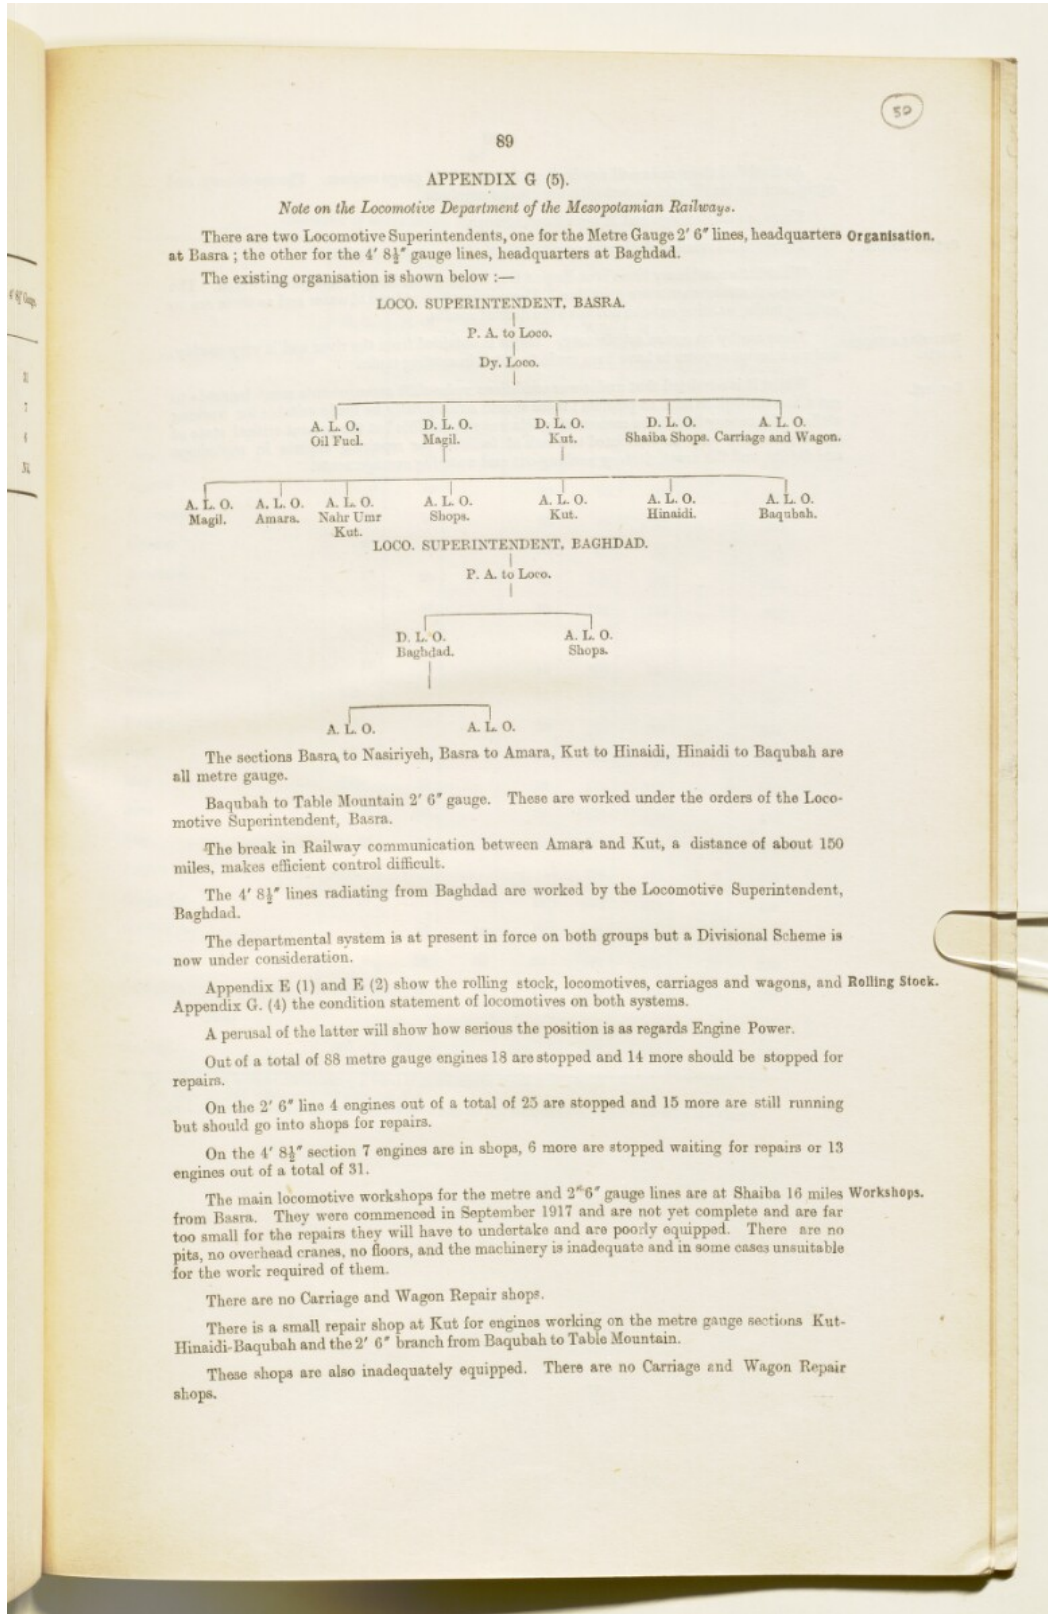 50
89
APPENDIX G (5).
Note on the Locomotive Department of the Mesopotamian Railways.
There are two Locomotive Superintendents, one for the Metre Gauge 2' 6" lines, headquarters Organisation.
at Basra ; the other for the 4' 8½" gauge lines, headquarters at Baghdad.
The existing organisation is shown below :—
LOCO. SUPERINTENDENT, BASRA.
P. A. to Loco.
Dy. Loco.
A. L. O. D. L. O. D. L. O. D. L. O. A. L. O.
Oil Fuel. Magil. Kut. Shaiba Shops. Carriage and Wagon.
A. L. O. A. L. O. A. L. O. A. L. O. A. L. O. A. L. O. A. L. O.
Magil. Amara. Nahr Umr Shops. Kut. Hinaidi. Baqubah.
Kut.
LOCO. SUPERINTENDENT, BAGHDAD.
P. A. to Loco.
D. L. O. A. L. O.
Baghdad. Shops.
A. L. O. A. L. O.
The sections Basra to Nasiriyeh, Basra to Amara, Kut to Hinaidi, Hinaidi to Baqubah are
all metre gauge.
Baqubah to Table Mountain 2' 6" gauge. These are worked under the orders of the Loco-
motive Superintendent, Basra.
The break in Railway communication between Amara and Kut, a distance of about 150
miles, makes efficient control difficult.
The 4' 8½" lines radiating from Baghdad are worked by the Locomotive Superintendent,
Baghdad.
The departmental system is at present in force on both groups but a Divisional Scheme is
now under consideration.
Appendix E (1) and E (2) show the rolling stock, locomotives, carriages and wagons, and Rolling Stock.
Appendix G. (4) the condition statement of locomotives on both systems.
A perusal of the latter will show how serious the position is as regards Engine Power.
Out of a total of 88 metre gauge engines 18 are stopped and 14 more should be stopped for
repairs.
On the 2' 6" line 4 engines out of a total of 25 are stopped and 15 more are still running
but should go into shops for repairs.
On the 4' 8½" section 7 engines are in shops, 6 more are stopped waiting for repairs or 13
engines out of a total of 31.
The main locomotive workshops for the metre and 2" 6" gauge lines are at Shaiba 16 miles Workshops.
from Basra. They were commenced in September 1917 and are not yet complete and are far
too small for the repairs they will have to undertake and are poorly equipped. There are no
pits, no overhead cranes, no floors, and the machinery is inadequate and in some cases unsuitable
for the work required of them.
There are no Carriage and Wagon Repair shops.
There is a small repair shop at Kut for engines working on the metre gauge sections Kut-
Hinaidi-Baqubah and the 2' 6" branch from Baqubah to Table Mountain.
These shops are also inadequately equipped. There are no Carriage and Wagon Repair
shops.